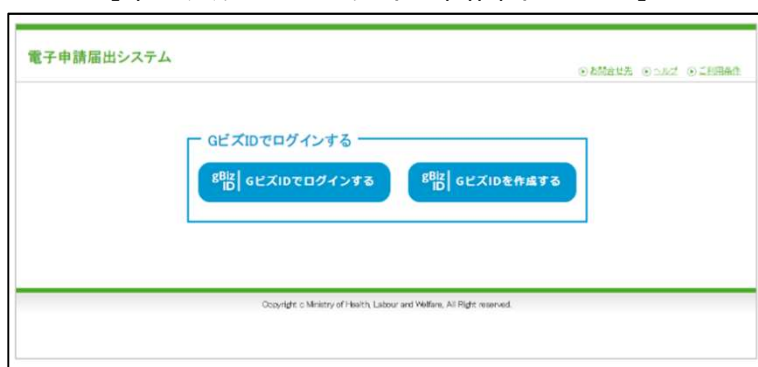 電子申請届出システム
お問合せ先 ヘルプ ご利用条件
GビズIDでログインする
gBiz ID GビズIDでログインする
gBiz ID GビズIDを作成する
Copyright c Ministry of Health, Labour and Welfare, All Right reserved.